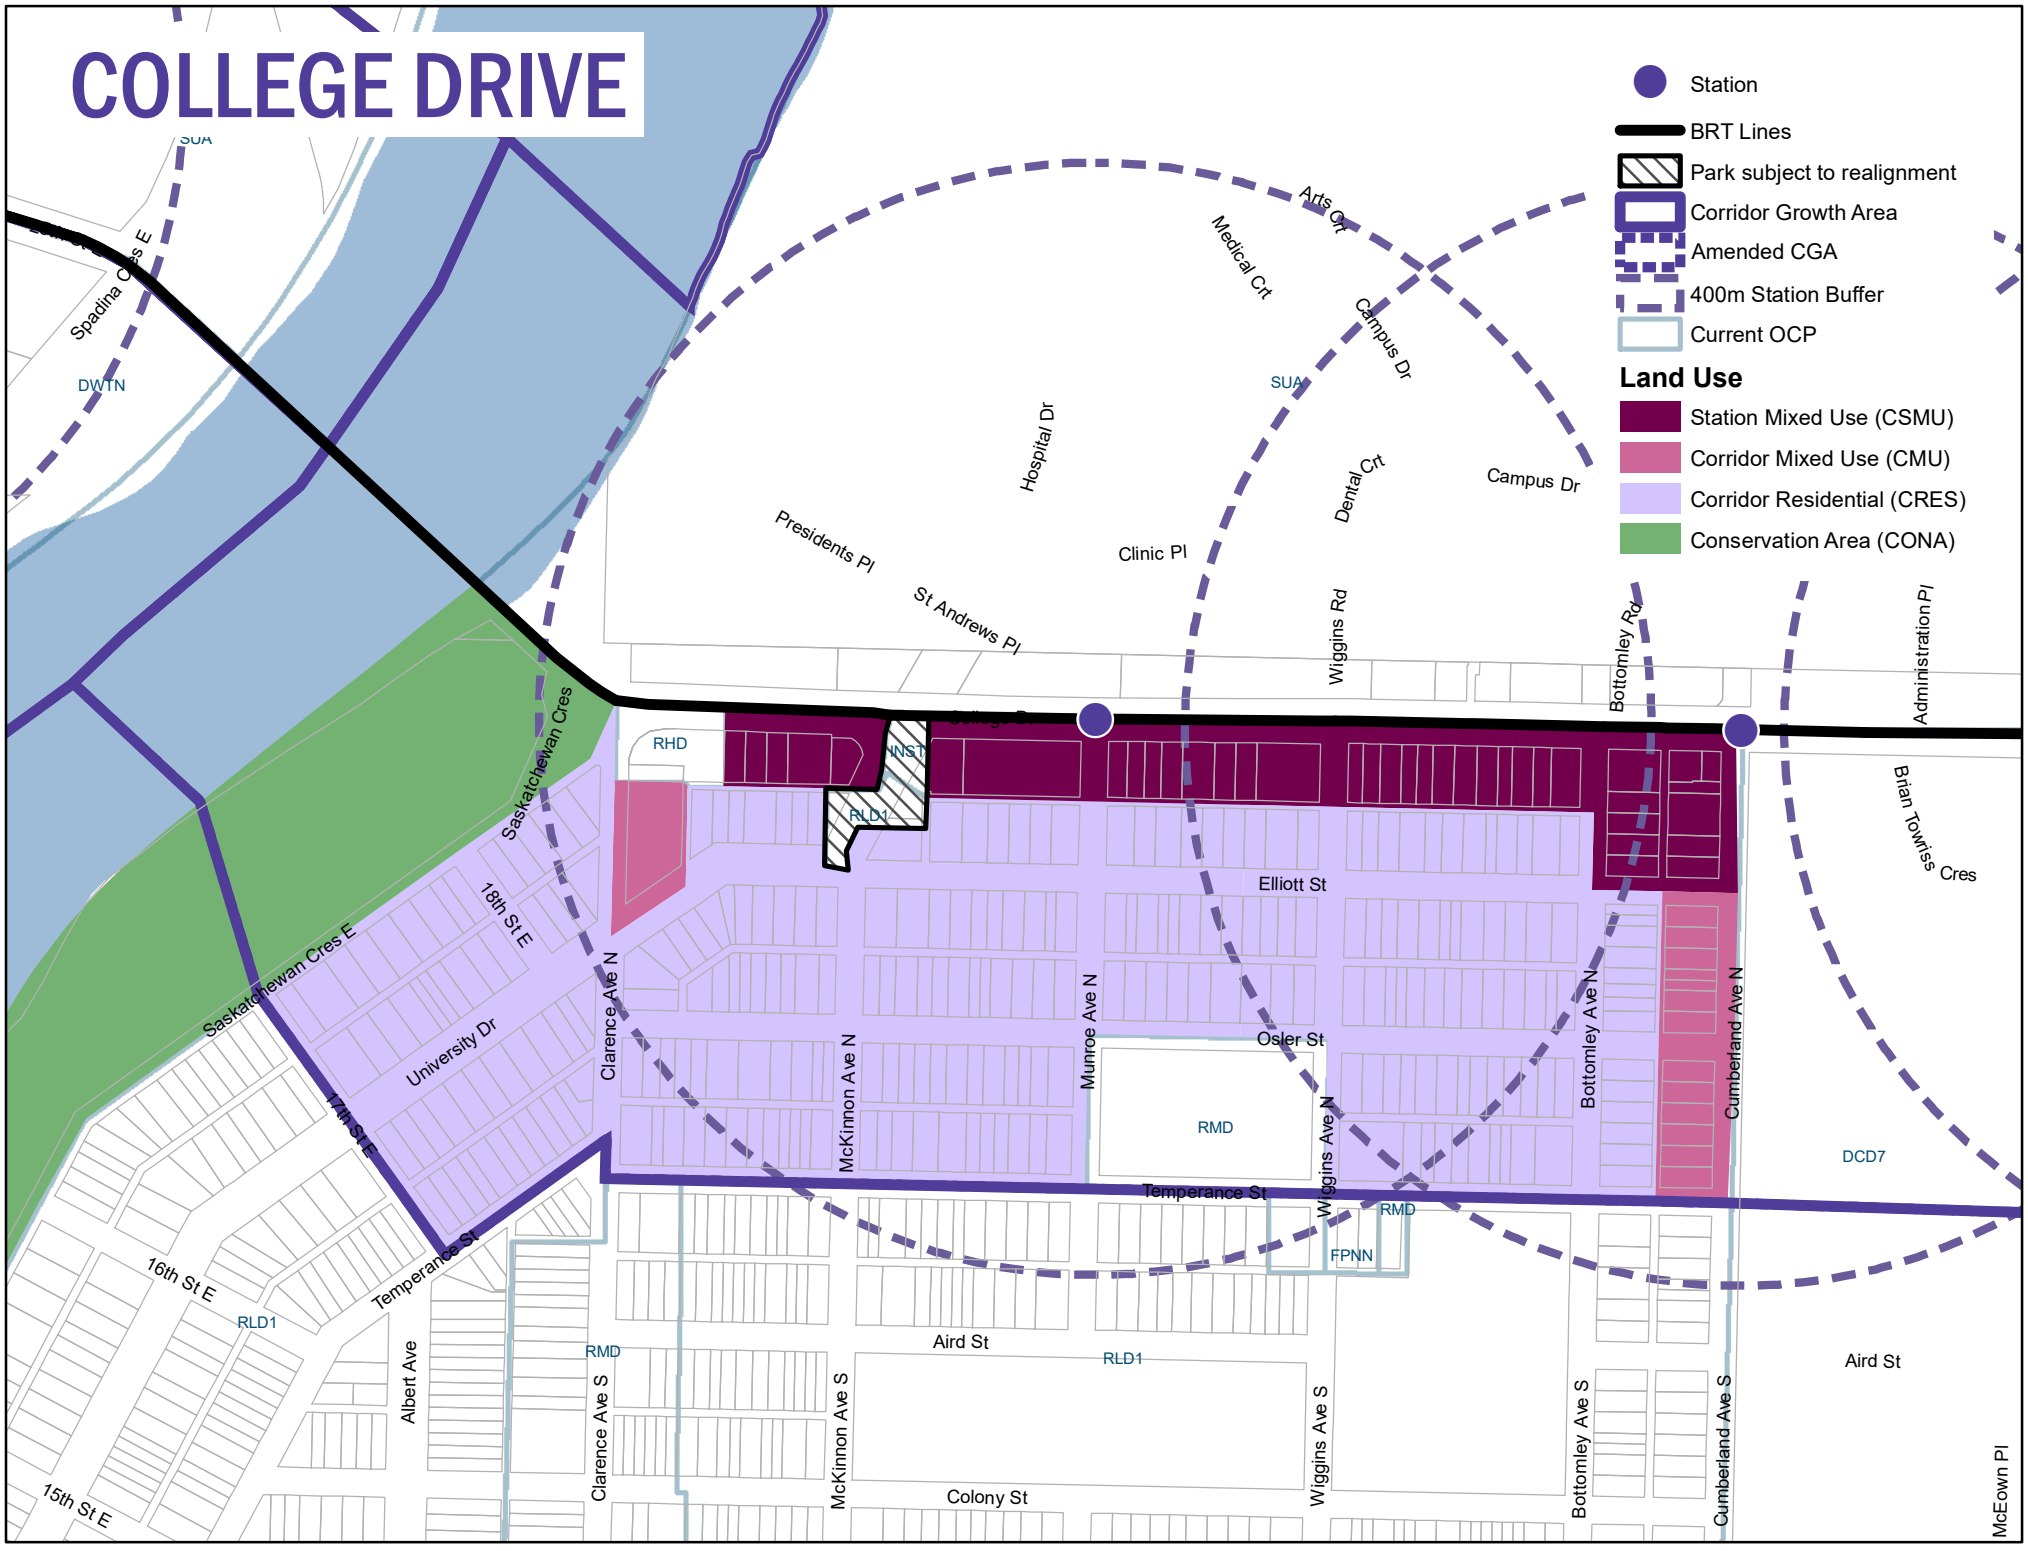 COLLEGE DRIVE
Station
BRT Lines
Park subject to realignment
Corridor Growth Area
Amended CGA
400m Station Buffer
Current OCP
Land Use
Station Mixed Use (CSMU)
Corridor Mixed Use (CMU)
Corridor Residential (CRES)
Conservation Area (CONA)
SUA
Spadina Cres E
DWTN
Arts Crt
Medical Crt
Campus Dr
SUA
Hospital Dr
Dental Crt
Campus Dr
Presidents Pl
Clinic Pl
St Andrews Pl
Wiggins Rd
Bottomley Rd
Administration Pl
Saskatchewan Cres
College Dr
RHD
INST
RLD1
Brian Towriss Cres
Elliott St
18th St E
Saskatchewan Cres E
University Dr
Clarence Ave N
McKinnon Ave N
Munroe Ave N
Osler St
Wiggins Ave N
Bottomley Ave N
Cumberland Ave N
17th St E
RMD
DCD7
Temperance St
RMD
FPNN
Temperance St
16th St E
RLD1
Albert Ave
RMD
Clarence Ave S
Aird St
RLD1
McKinnon Ave S
Wiggins Ave S
Bottomley Ave S
Cumberland Ave S
Aird St
Colony St
15th St E
McEown Pl